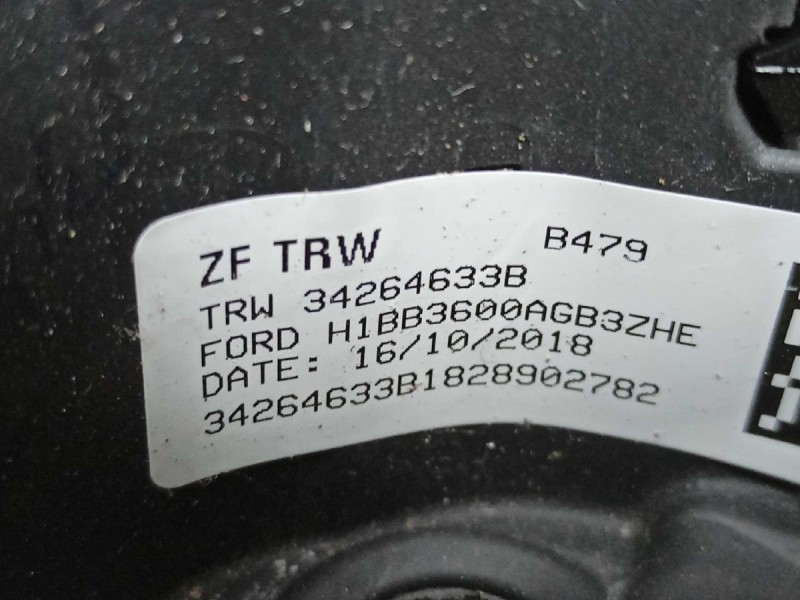 ZF TRW B479
TRW 34264633B
FORD H1BB3600AGB3ZHE
DATE: 16/10/2018
34264633B1828902782